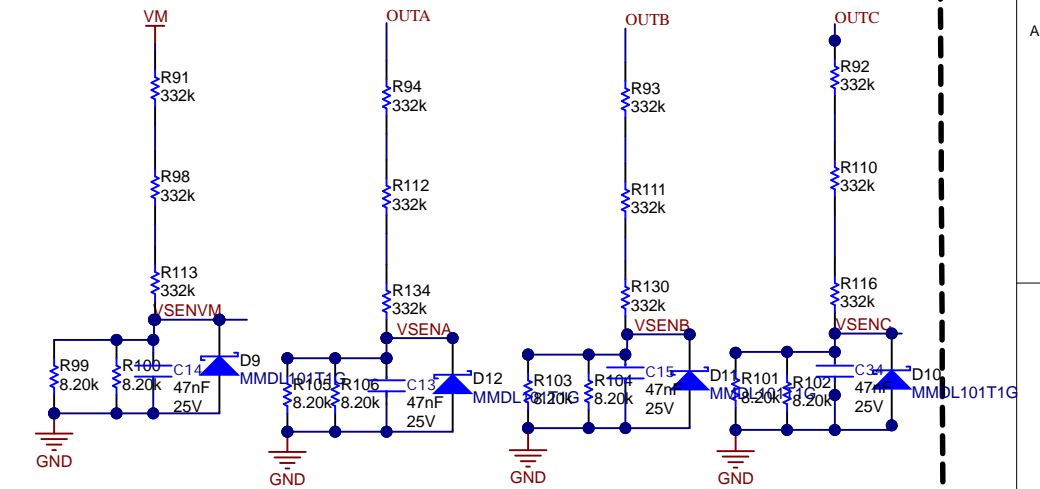 VM
OUTA
OUTB
OUTC
A
R91
332k
R94
332k
R93
332k
R92
332k
R98
332k
R112
332k
R111
332k
R110
332k
R113
332k
R134
332k
R130
332k
R116
332k
VSENVM
VSENA
VSENB
VSENC
R99
8.20k
R100
8.20k
C14
47nF
25V
D9
MMDL101T1G
R105
8.20k
R106
8.20k
C13
47nF
25V
D12
MMDL101T1G
R103
8.20k
R104
8.20k
C15
47nF
25V
D11
MMDL101T1G
R101
8.20k
R102
8.20k
C34
47nF
25V
D10
MMDL101T1G
GND
GND
GND
GND